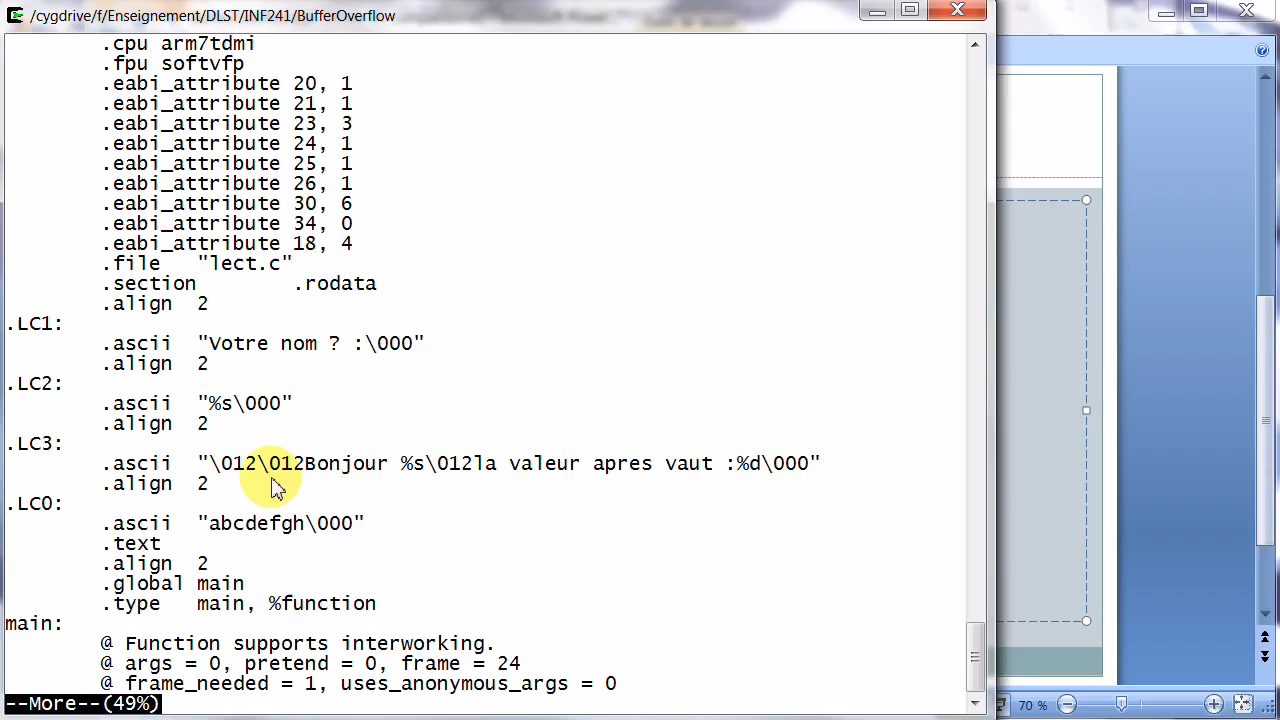 /cygdrive/f/Enseignement/DLST/INF241/BufferOverflow
.cpu arm7tdmi
.fpu softvfp
.eabi_attribute 20, 1
.eabi_attribute 21, 1
.eabi_attribute 23, 3
.eabi_attribute 24, 1
.eabi_attribute 25, 1
.eabi_attribute 26, 1
.eabi_attribute 30, 6
.eabi_attribute 34, 0
.eabi_attribute 18, 4
.file "lect.c"
.section .rodata
.align 2
.LC1:
.ascii "Votre nom ? :\000"
.align 2
.LC2:
.ascii "%s\000"
.align 2
.LC3:
.ascii "\012\012Bonjour %s\012la valeur apres vaut :%d\000"
.align 2
.LC0:
.ascii "abcdefgh\000"
.text
.align 2
.global main
.type main, %function
main:
@ Function supports interworking.
@ args = 0, pretend = 0, frame = 24
@ frame_needed = 1, uses_anonymous_args = 0
--More--(49%)
70 %